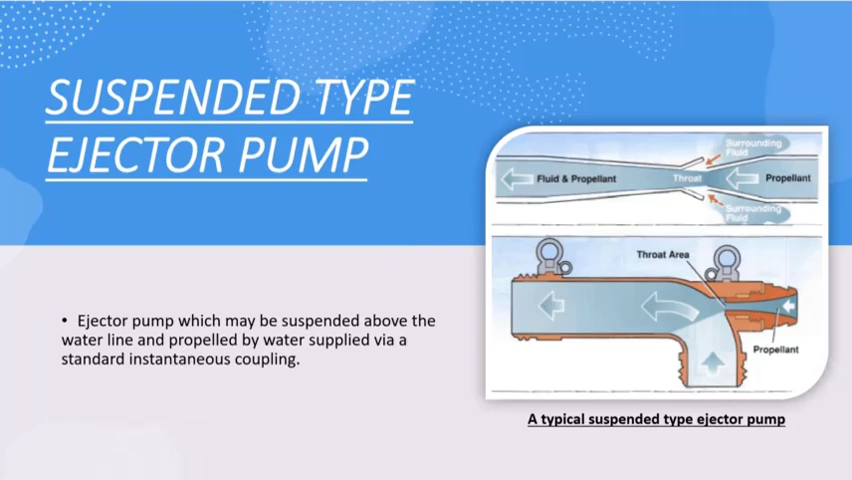 SUSPENDED TYPE
EJECTOR PUMP
• Ejector pump which may be suspended above the
water line and propelled by water supplied via a
standard instantaneous coupling.
Surrounding
Fluid
Fluid & Propellant
Throat
Propellant
Surrounding
Fluid
Throat Area
Propellant
A typical suspended type ejector pump